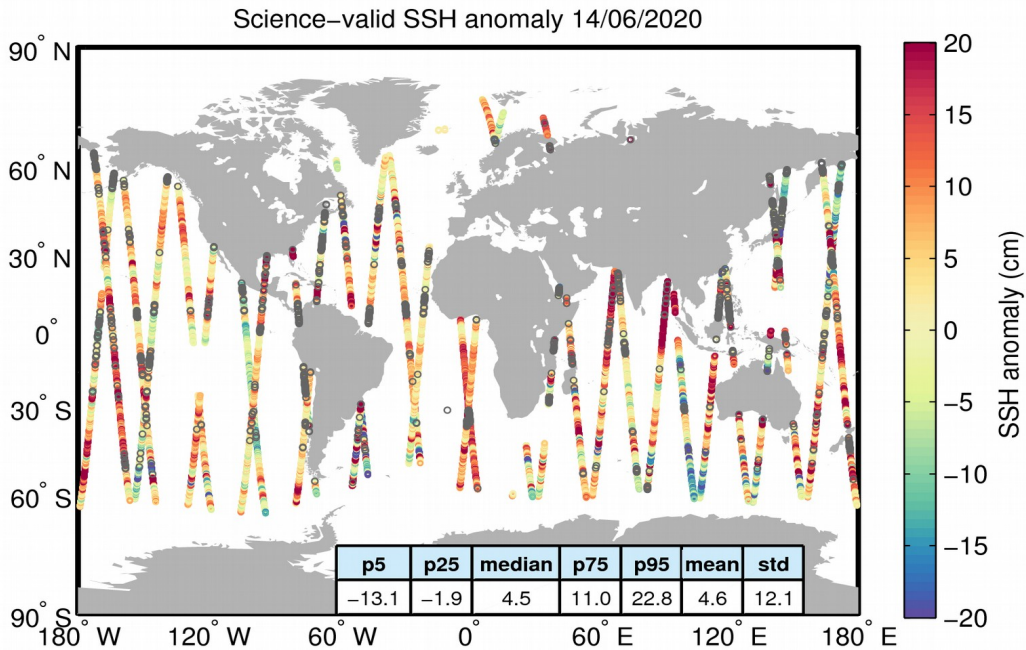 Science−valid SSH anomaly 14/06/2020
90° N
60° N
30° N
0°
30° S
60° S
90° S
180° W 120° W 60° W 0° 60° E 120° E 180° E
p5 p25 median p75 p95 mean std
−13.1 −1.9 4.5 11.0 22.8 4.6 12.1
20
15
10
5
0
−5
−10
−15
−20
SSH anomaly (cm)